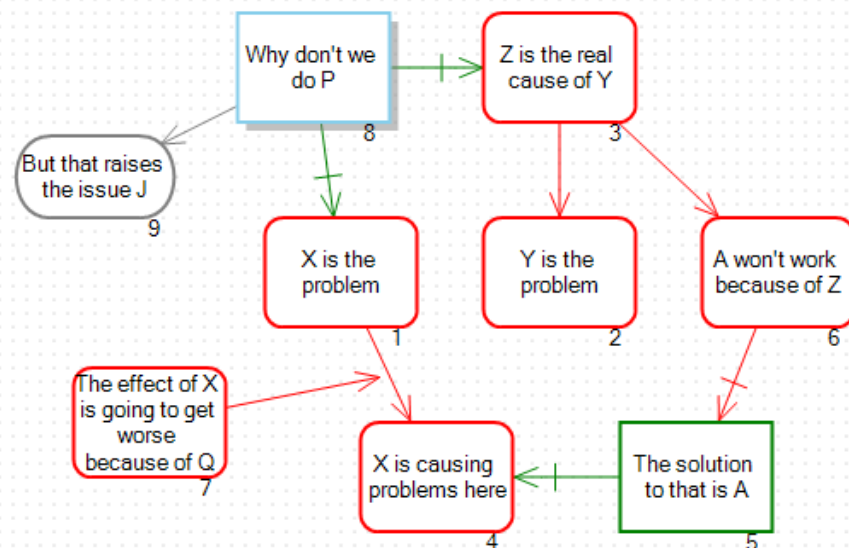 Why don't we
do P
8
Z is the real
cause of Y
3
But that raises
the issue J
9
X is the
problem
1
Y is the
problem
2
A won't work
because of Z
6
The effect of X
is going to get
worse
because of Q
7
X is causing
problems here
4
The solution
to that is A
5